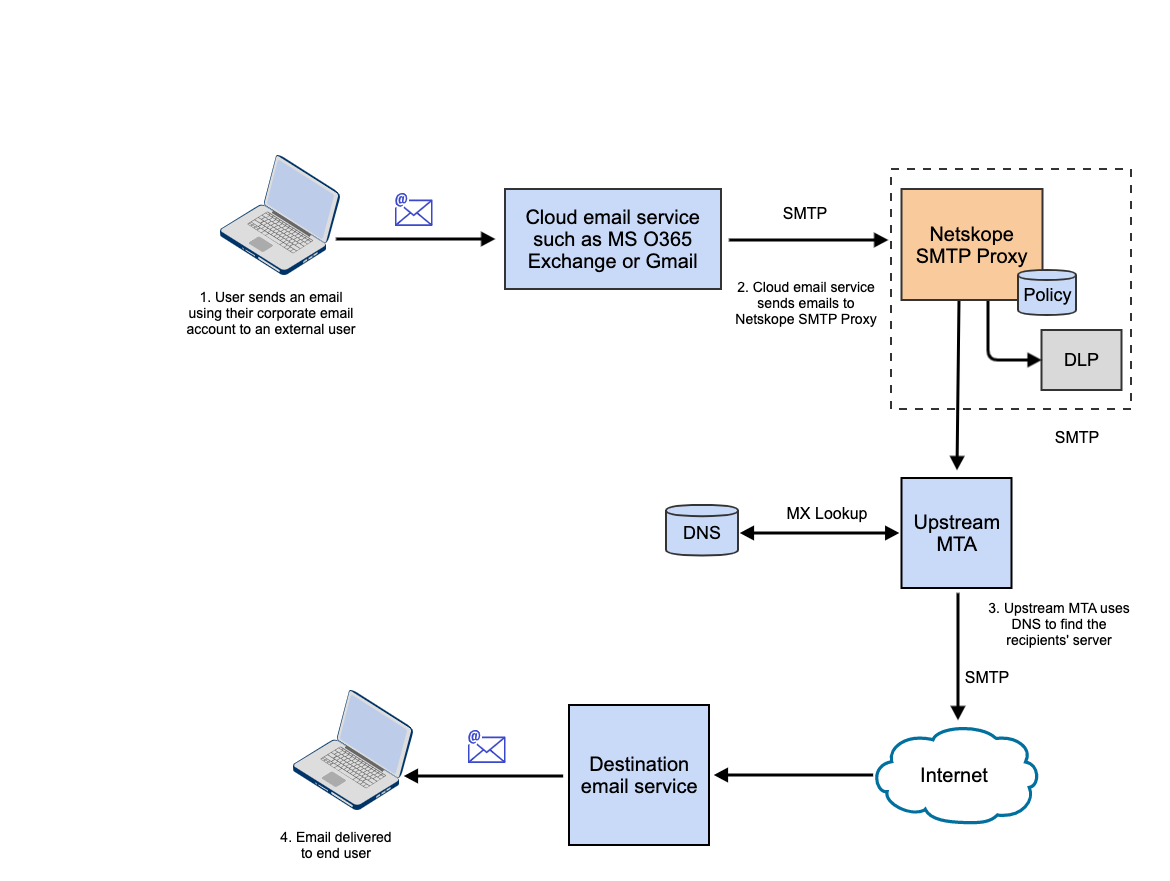 Cloud email service
such as MS O365
Exchange or Gmail
SMTP
Netskope
SMTP Proxy
Policy
DLP
1. User sends an email
using their corporate email
account to an external user
2. Cloud email service
sends emails to
Netskope SMTP Proxy
SMTP
DNS
MX Lookup
Upstream
MTA
3. Upstream MTA uses
DNS to find the
recipients' server
SMTP
Internet
Destination
email service
4. Email delivered
to end user